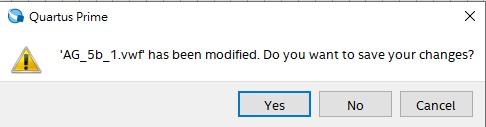 Quartus Prime
'AG_5b_1.vwf' has been modified. Do you want to save your changes?
Yes No Cancel